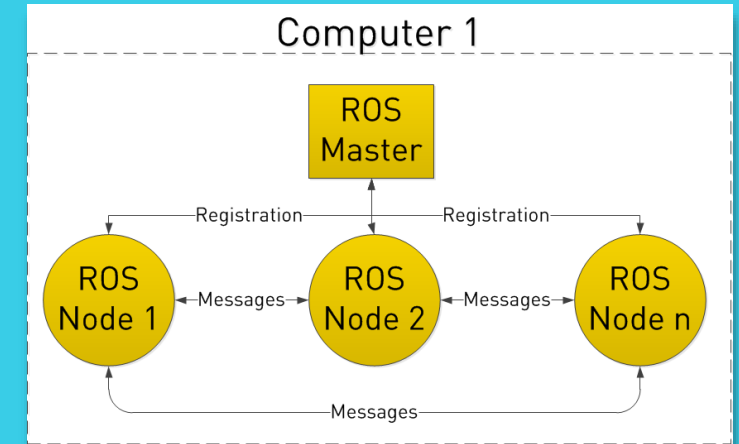 Computer 1
ROS
Master
Registration
Registration
ROS
Node 1
Messages
ROS
Node 2
Messages
ROS
Node n
Messages